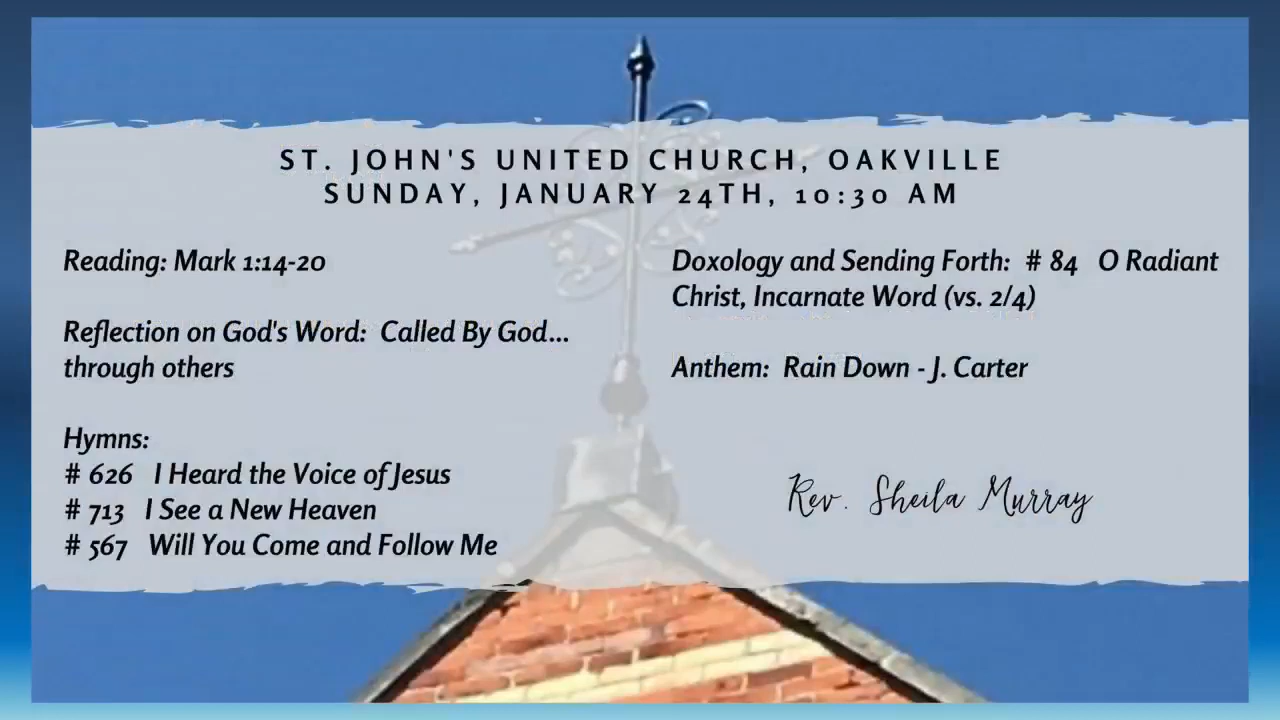 ST. JOHN'S UNITED CHURCH, OAKVILLE
SUNDAY, JANUARY 24TH, 10:30 AM
Reading: Mark 1:14-20
Reflection on God's Word: Called By God...
through others
Hymns:
# 626 I Heard the Voice of Jesus
# 713 I See a New Heaven
# 567 Will You Come and Follow Me
Doxology and Sending Forth: # 84 O Radiant
Christ, Incarnate Word (vs. 2/4)
Anthem: Rain Down - J. Carter
Rev. Sheila Murray